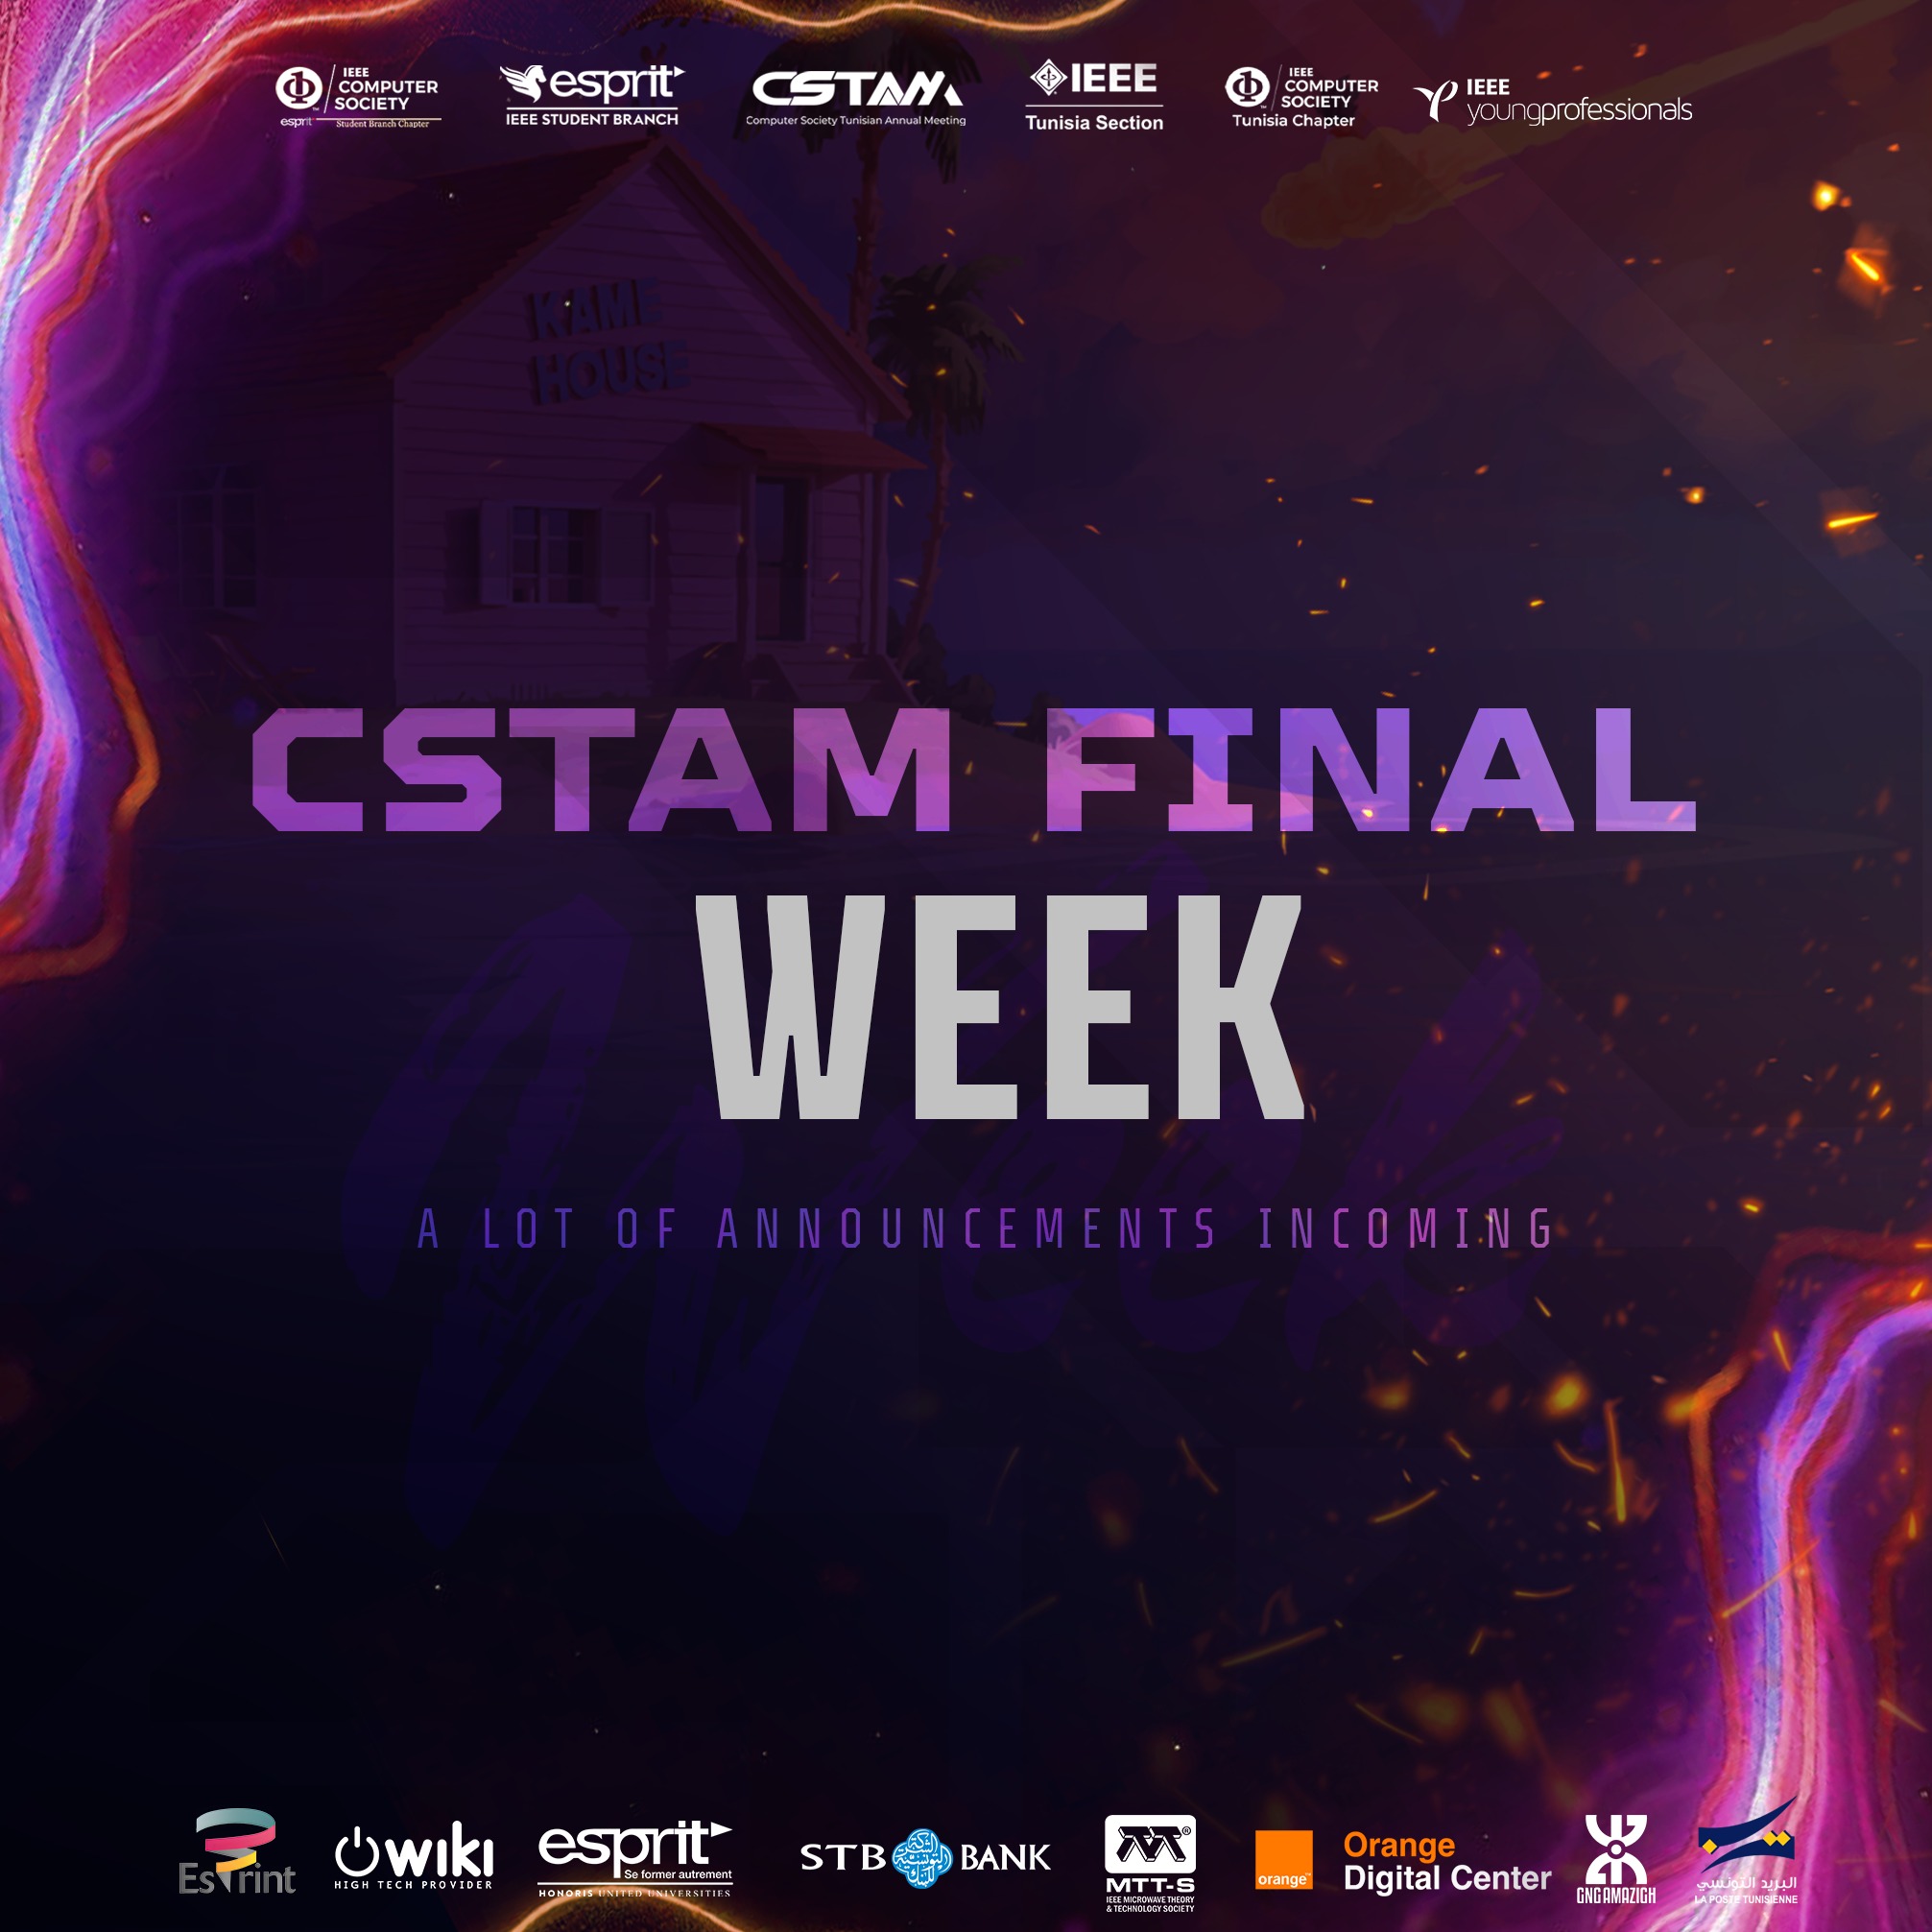 IEEE
COMPUTER
SOCIETY
esprit Student Branch Chapter
esprit
IEEE STUDENT BRANCH
CSTAM
Computer Society Tunisian Annual Meeting
IEEE
Tunisia Section
IEEE
COMPUTER
SOCIETY
Tunisia Chapter
IEEE
youngprofessionals
KAME
HOUSE
CSTAM FINAL
WEEK
Week
A LOT OF ANNOUNCEMENTS INCOMING
EsPrint
wiki
HIGH TECH PROVIDER
esprit
Se former autrement
HONORIS UNITED UNIVERSITIES
STB BANK
MTT-S
IEEE MICROWAVE THEORY
& TECHNOLOGY SOCIETY
orange
Orange
Digital Center
GNG AMAZIGH
البريد التونسي
LA POSTE TUNISIENNE